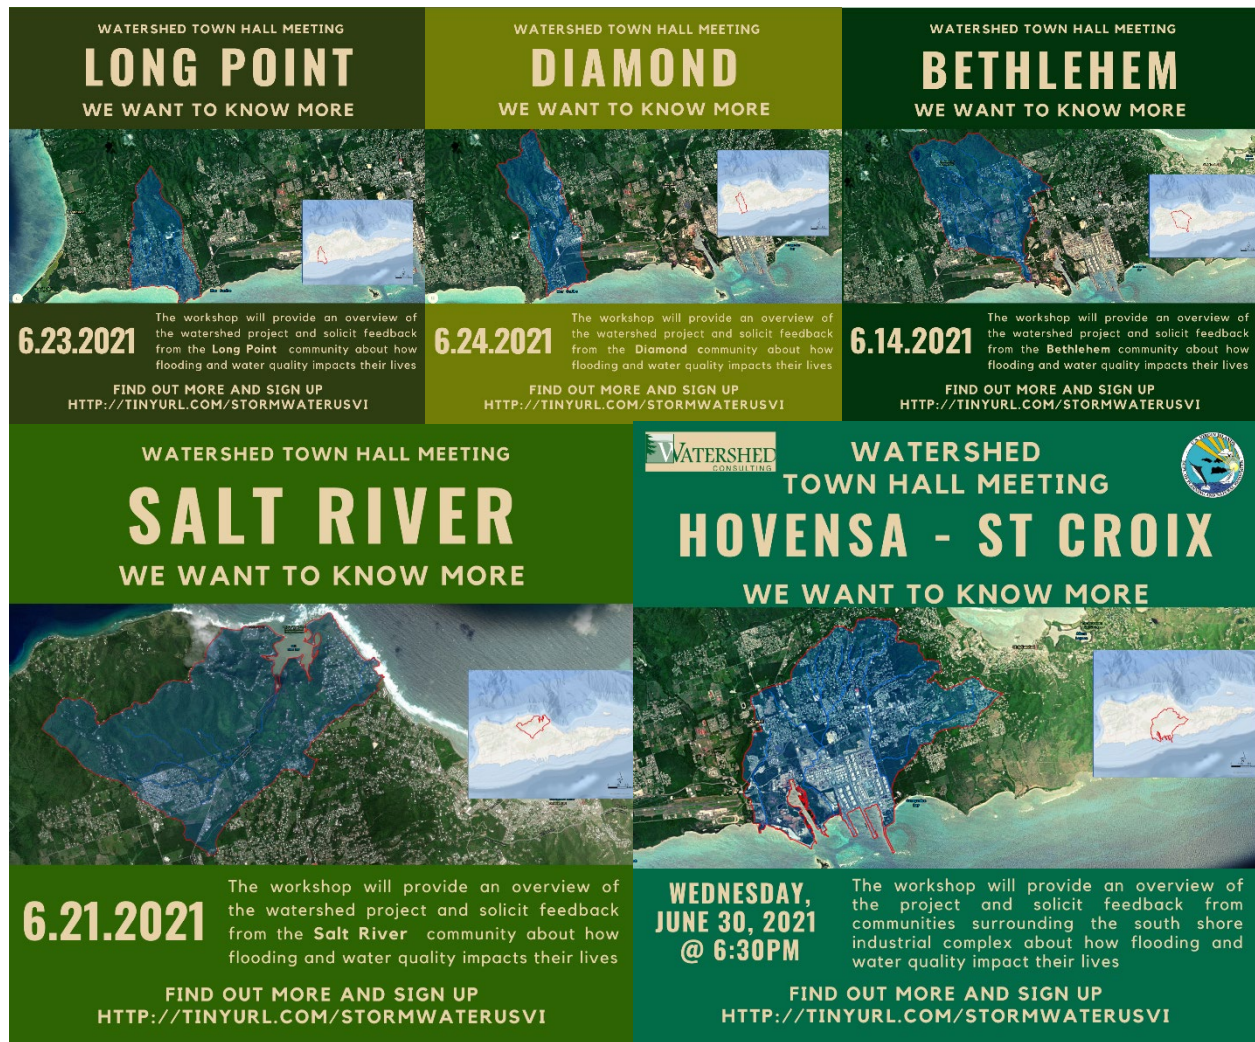 WATERSHED TOWN HALL MEETING
LONG POINT
WE WANT TO KNOW MORE
6.23.2021
The workshop will provide an overview of
the watershed project and solicit feedback
from the Long Point community about how
flooding and water quality impacts their lives
FIND OUT MORE AND SIGN UP
HTTP://TINYURL.COM/STORMWATERUSVI
WATERSHED TOWN HALL MEETING
DIAMOND
WE WANT TO KNOW MORE
6.24.2021
The workshop will provide an overview of
the watershed project and solicit feedback
from the Diamond community about how
flooding and water quality impacts their lives
FIND OUT MORE AND SIGN UP
HTTP://TINYURL.COM/STORMWATERUSVI
WATERSHED TOWN HALL MEETING
BETHLEHEM
WE WANT TO KNOW MORE
6.14.2021
The workshop will provide an overview of
the watershed project and solicit feedback
from the Bethlehem community about how
flooding and water quality impacts their lives
FIND OUT MORE AND SIGN UP
HTTP://TINYURL.COM/STORMWATERUSVI
WATERSHED TOWN HALL MEETING
SALT RIVER
WE WANT TO KNOW MORE
6.21.2021
The workshop will provide an overview of
the watershed project and solicit feedback
from the Salt River community about how
flooding and water quality impacts their lives
FIND OUT MORE AND SIGN UP
HTTP://TINYURL.COM/STORMWATERUSVI
WATERSHED
CONSULTING
WATERSHED
TOWN HALL MEETING
HOVENSA - ST CROIX
WE WANT TO KNOW MORE
WEDNESDAY,
JUNE 30, 2021
@ 6:30PM
The workshop will provide an overview of
the project and solicit feedback from
communities surrounding the south shore
industrial complex about how flooding and
water quality impact their lives
FIND OUT MORE AND SIGN UP
HTTP://TINYURL.COM/STORMWATERUSVI